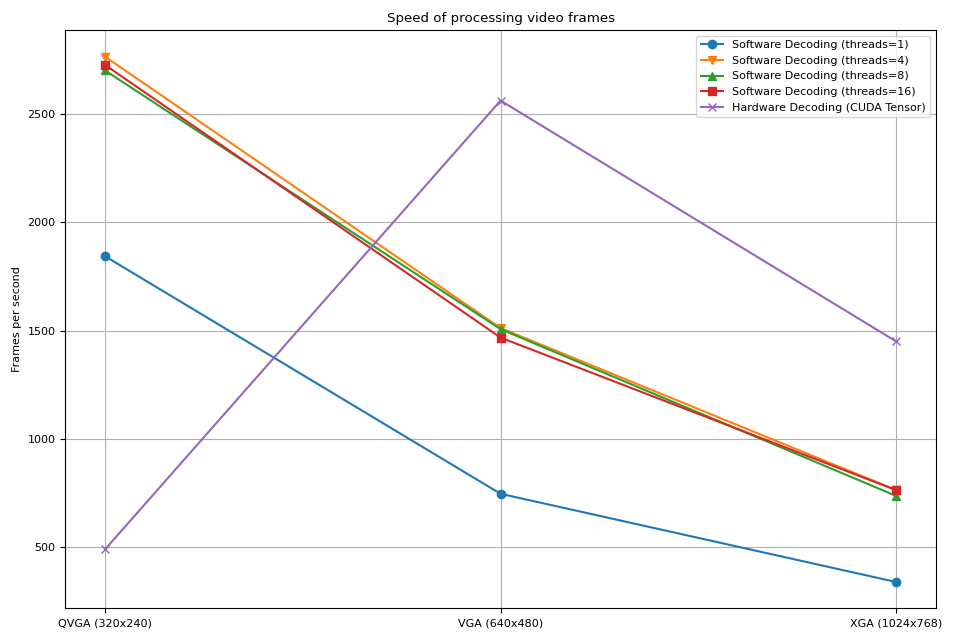 Speed of processing video frames
Software Decoding (threads=1)
Software Decoding (threads=4)
Software Decoding (threads=8)
Software Decoding (threads=16)
Hardware Decoding (CUDA Tensor)
Frames per second
2500
2000
1500
1000
500
QVGA (320x240)
VGA (640x480)
XGA (1024x768)